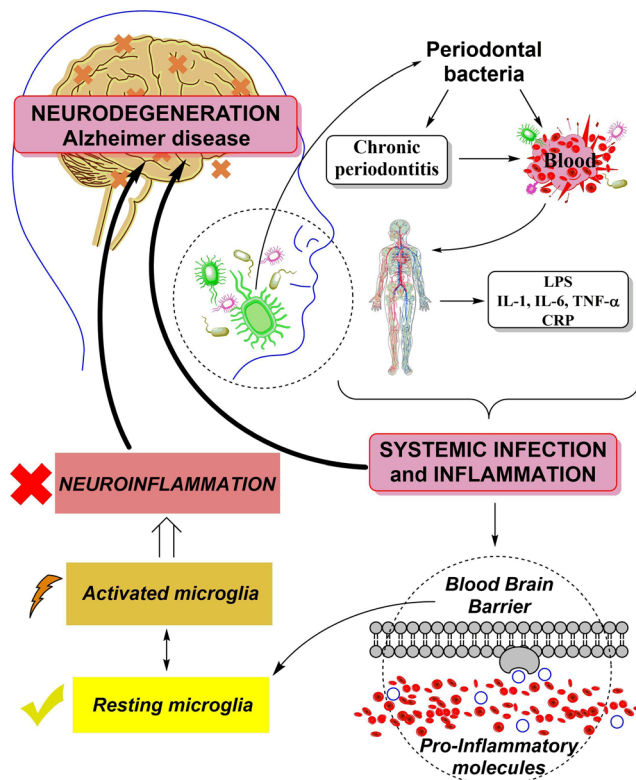 NEURODEGENERATION
Alzheimer disease
Periodontal
bacteria
Chronic
periodontitis
Blood
LPS
IL-1, IL-6, TNF-α
CRP
SYSTEMIC INFECTION
and INFLAMMATION
NEUROINFLAMMATION
Activated microglia
Resting microglia
Blood Brain
Barrier
Pro-Inflammatory
molecules